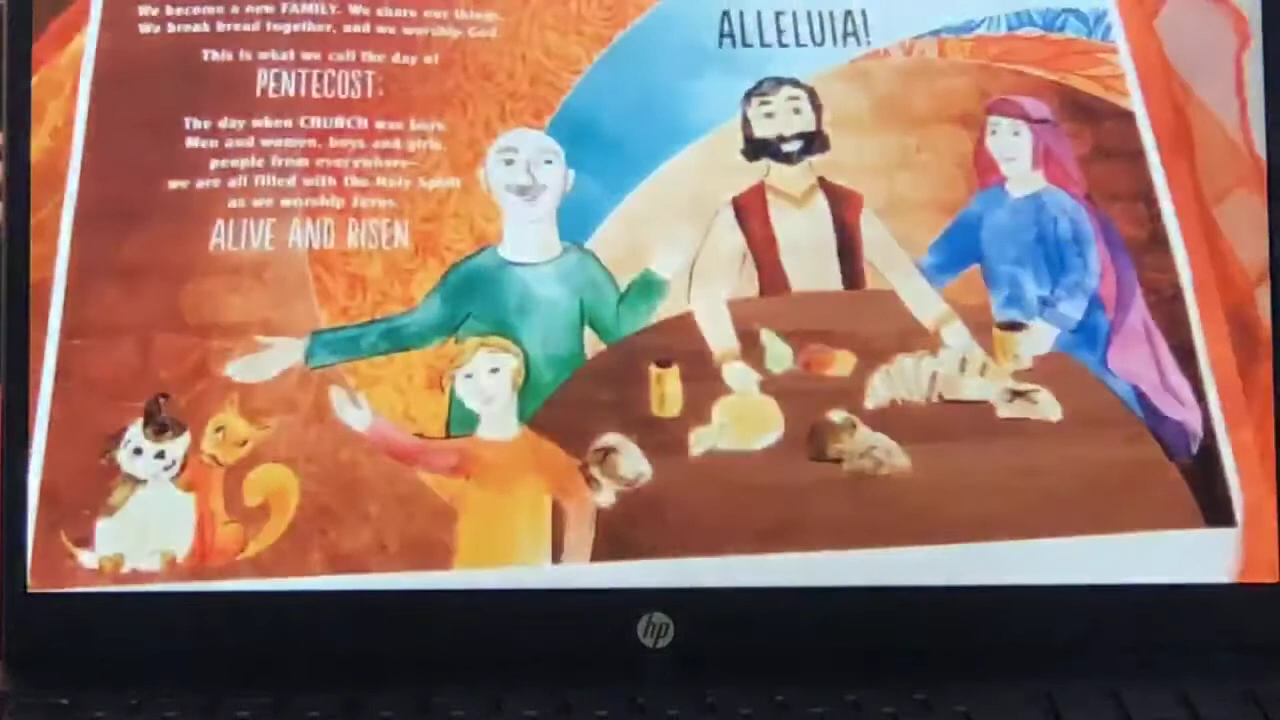 We become a new FAMILY. We share our things.
We break bread together, and we worship God.
This is what we call the day of
PENTECOST:
The day when CHURCH was born.
Men and women, boys and girls,
people from everywhere—
we are all filled with the Holy Spirit
as we worship Jesus.
ALIVE AND RISEN
ALLELUIA!
hp